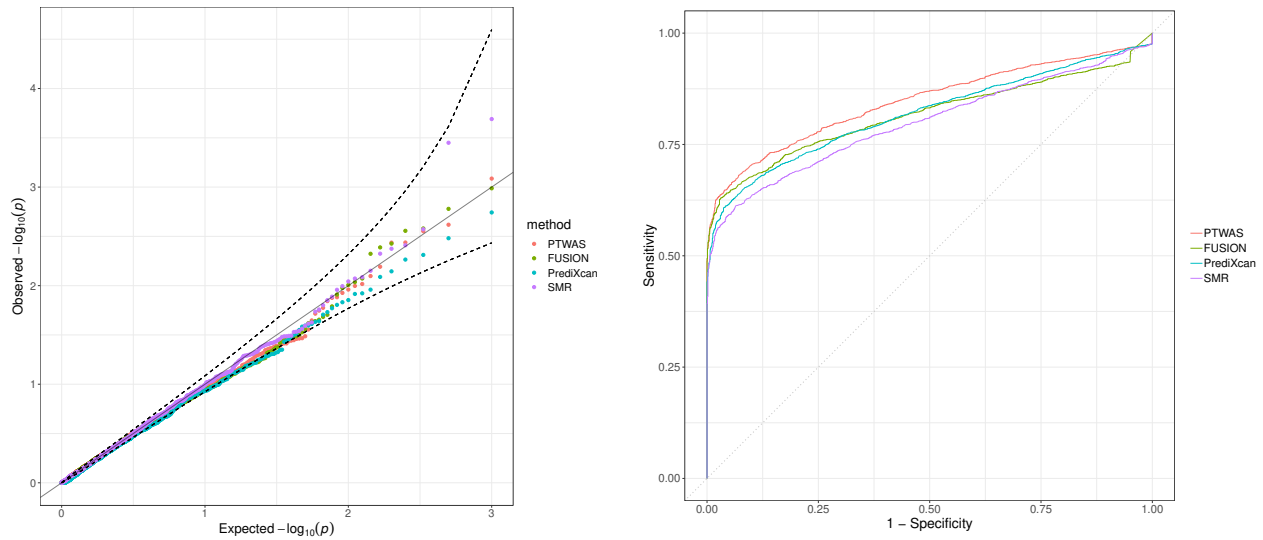 4
3
2
1
0
Observed −log10(p)
0
1
2
3
Expected −log10(p)
method
PTWAS
FUSION
PrediXcan
SMR
1.00
0.75
0.50
0.25
0.00
Sensitivity
0.00
0.25
0.50
0.75
1.00
1 − Specificity
PTWAS
FUSION
PrediXcan
SMR